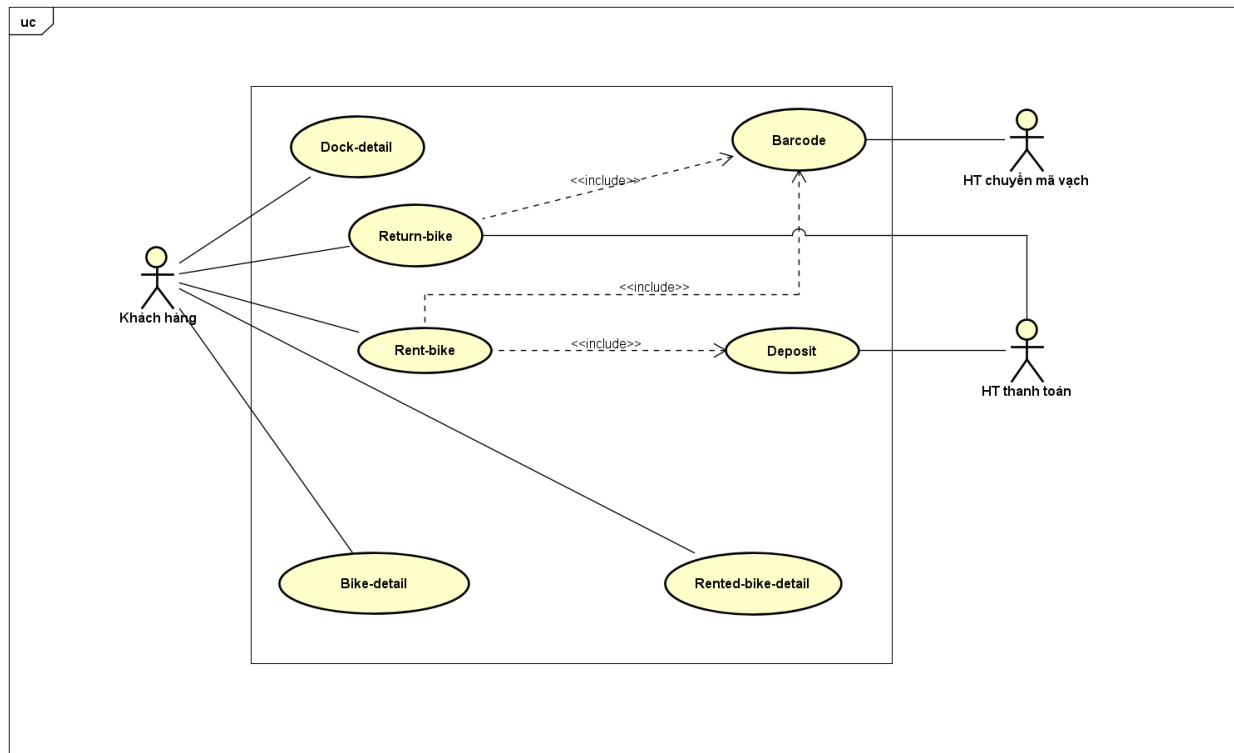 uc
Dock-detail
Barcode
HT chuyển mã vạch
<<include>>
Return-bike
<<include>>
Khách hàng
Rent-bike
<<include>>
Deposit
HT thanh toán
Bike-detail
Rented-bike-detail